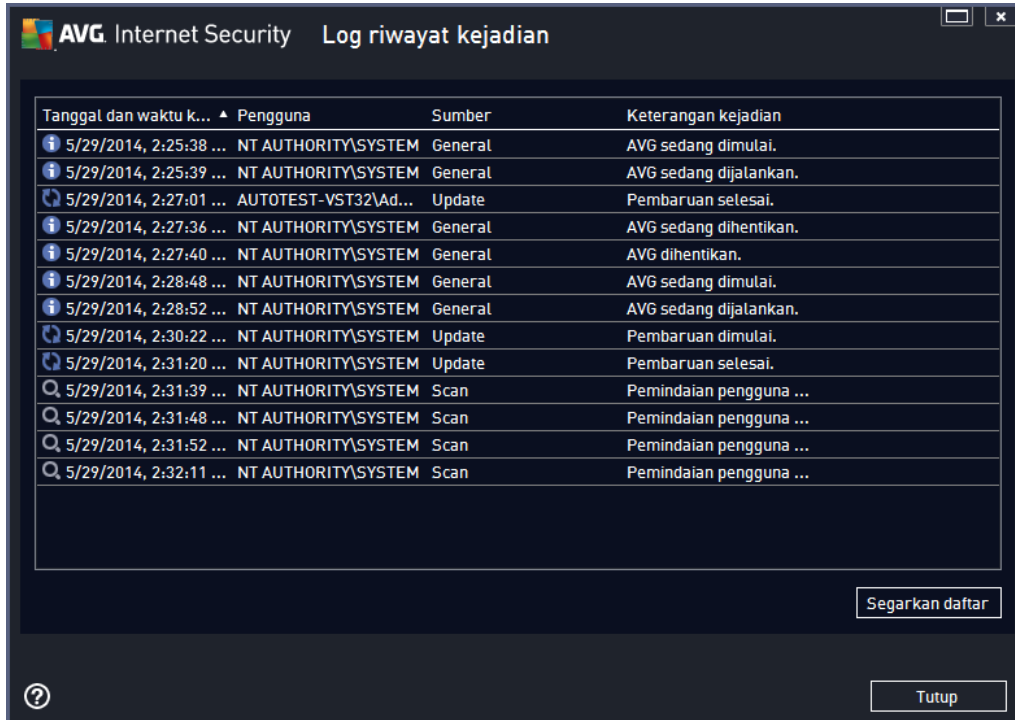 AVG. Internet Security Log riwayat kejadian
Tanggal dan waktu k... Pengguna Sumber Keterangan kejadian
5/29/2014, 2:25:38 ... NT AUTHORITY\SYSTEM General AVG sedang dimulai.
5/29/2014, 2:25:39 ... NT AUTHORITY\SYSTEM General AVG sedang dijalankan.
5/29/2014, 2:27:01 ... AUTOTEST-VST32\Ad... Update Pembaruan selesai.
5/29/2014, 2:27:36 ... NT AUTHORITY\SYSTEM General AVG sedang dihentikan.
5/29/2014, 2:27:40 ... NT AUTHORITY\SYSTEM General AVG dihentikan.
5/29/2014, 2:28:48 ... NT AUTHORITY\SYSTEM General AVG sedang dimulai.
5/29/2014, 2:28:52 ... NT AUTHORITY\SYSTEM General AVG sedang dijalankan.
5/29/2014, 2:30:22 ... NT AUTHORITY\SYSTEM Update Pembaruan dimulai.
5/29/2014, 2:31:20 ... NT AUTHORITY\SYSTEM Update Pembaruan selesai.
5/29/2014, 2:31:39 ... NT AUTHORITY\SYSTEM Scan Pemindaian pengguna ...
5/29/2014, 2:31:48 ... NT AUTHORITY\SYSTEM Scan Pemindaian pengguna ...
5/29/2014, 2:31:52 ... NT AUTHORITY\SYSTEM Scan Pemindaian pengguna ...
5/29/2014, 2:32:11 ... NT AUTHORITY\SYSTEM Scan Pemindaian pengguna ...
Segarkan daftar
Tutup